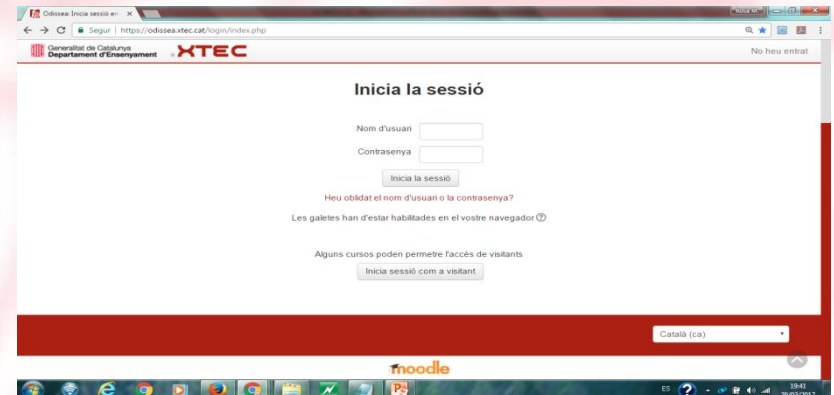 Odissea: Inicia sessió en
Segur | https://odissea.xtec.cat/login/index.php
Generalitat de Catalunya
Departament d'Ensenyament
XTEC
No heu entrat
Inicia la sessió
Nom d'usuari
Contrasenya
Inicia la sessió
Heu oblidat el nom d'usuari o la contrasenya?
Les galetes han d'estar habilitades en el vostre navegador
Alguns cursos poden permetre l'accés de visitants
Inicia sessió com a visitant
Català (ca)
moodle
ES
19:41